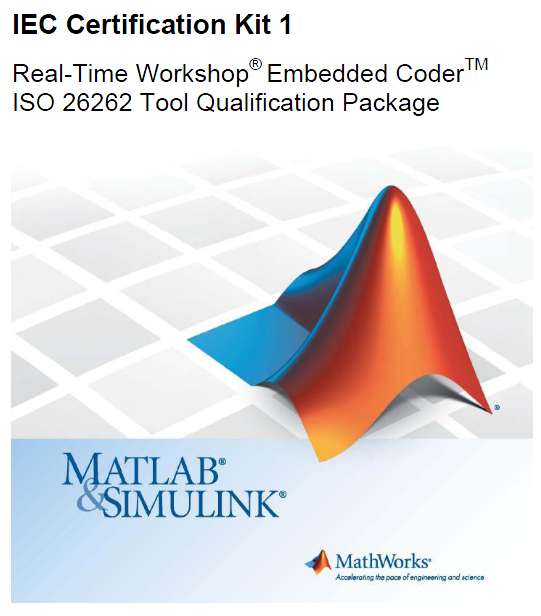 IEC Certification Kit 1
Real-Time Workshop® Embedded Coder™
ISO 26262 Tool Qualification Package
®
MATLAB®
&SIMULINK®
MathWorks®
Accelerating the pace of engineering and science